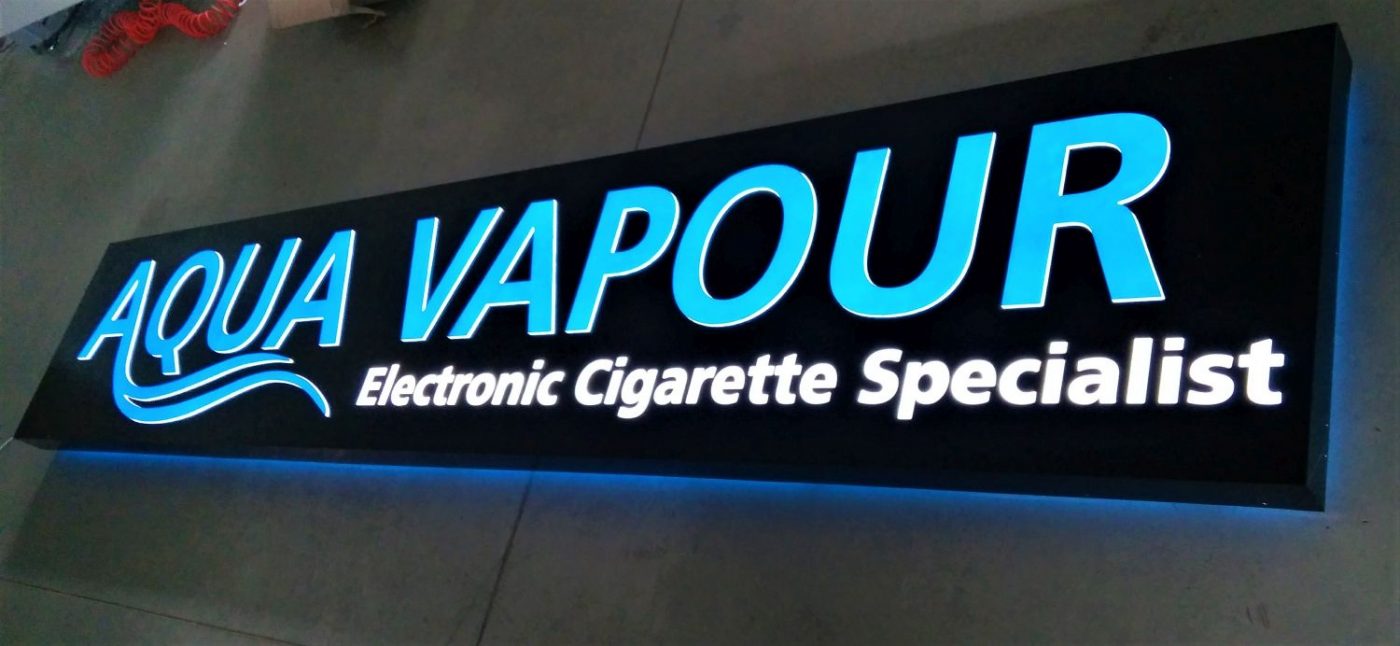 AQUA VAPOUR
Electronic Cigarette Specialist